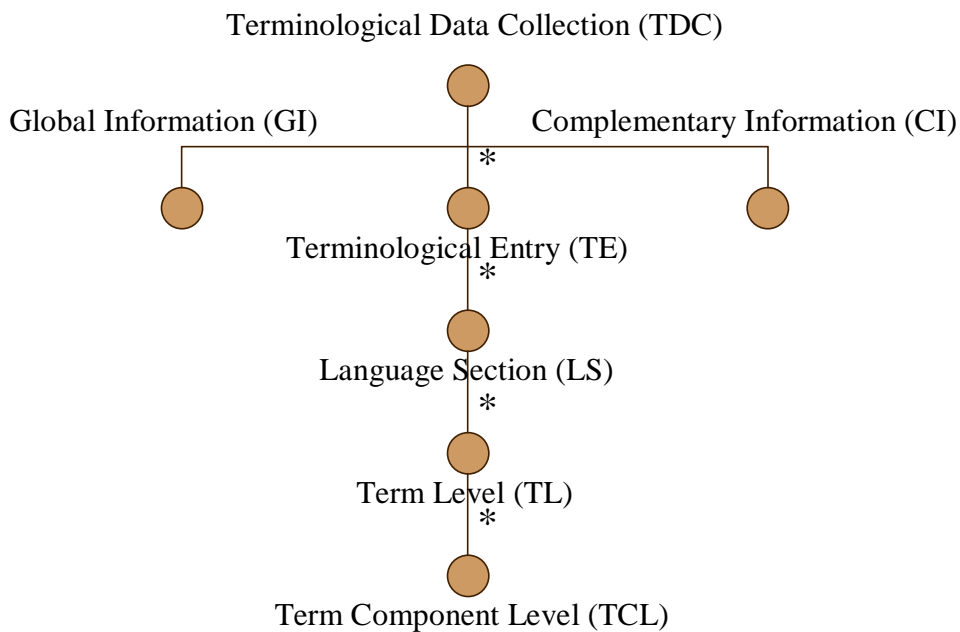 Terminological Data Collection (TDC)
Global Information (GI)
Complementary Information (CI)
*
Terminological Entry (TE)
*
Language Section (LS)
*
Term Level (TL)
*
Term Component Level (TCL)